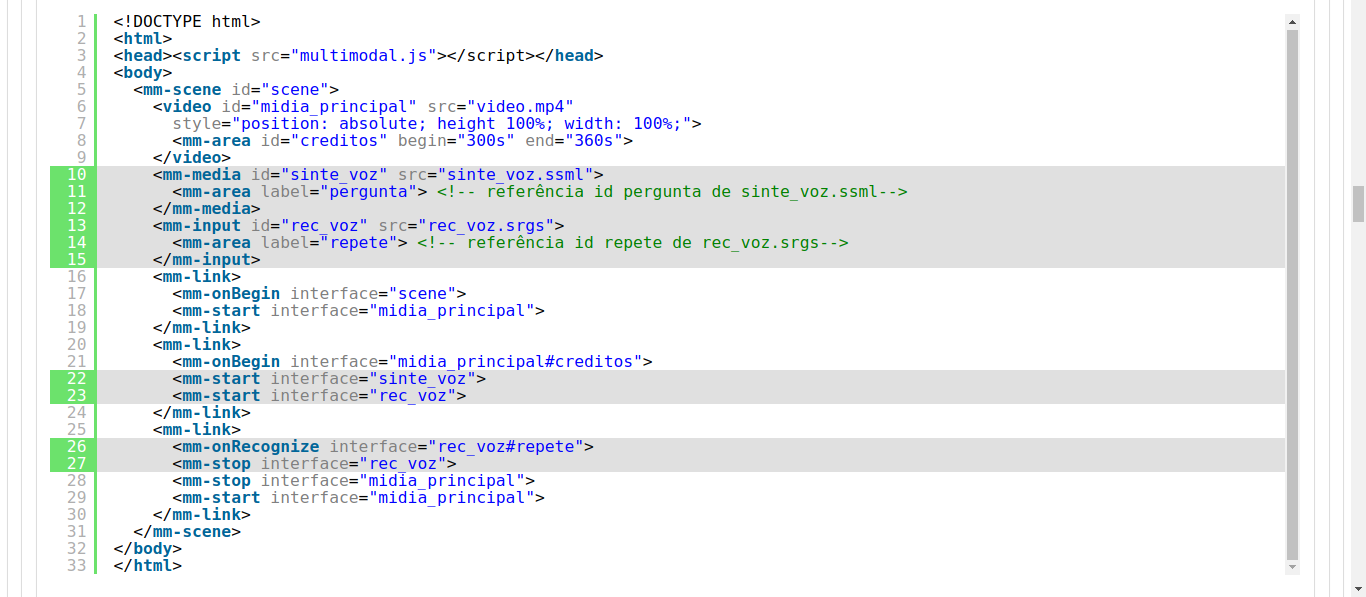 1 <!DOCTYPE html>
2 <html>
3 <head><script src="multimodal.js"></script></head>
4 <body>
5   <mm-scene id="scene">
6     <video id="midia_principal" src="video.mp4"
7       style="position: absolute; height 100%; width: 100%;">
8       <mm-area id="creditos" begin="300s" end="360s">
9     </video>
10     <mm-media id="sinte_voz" src="sinte_voz.ssml">
11       <mm-area label="pergunta"> <!-- referência id pergunta de sinte_voz.ssml-->
12     </mm-media>
13     <mm-input id="rec_voz" src="rec_voz.srgs">
14       <mm-area label="repete"> <!-- referência id repete de rec_voz.srgs-->
15     </mm-input>
16     <mm-link>
17       <mm-onBegin interface="scene">
18       <mm-start interface="midia_principal">
19     </mm-link>
20     <mm-link>
21       <mm-onBegin interface="midia_principal#creditos">
22       <mm-start interface="sinte_voz">
23       <mm-start interface="rec_voz">
24     </mm-link>
25     <mm-link>
26       <mm-onRecognize interface="rec_voz#repete">
27       <mm-stop interface="rec_voz">
28       <mm-stop interface="midia_principal">
29       <mm-start interface="midia_principal">
30     </mm-link>
31   </mm-scene>
32 </body>
33 </html>